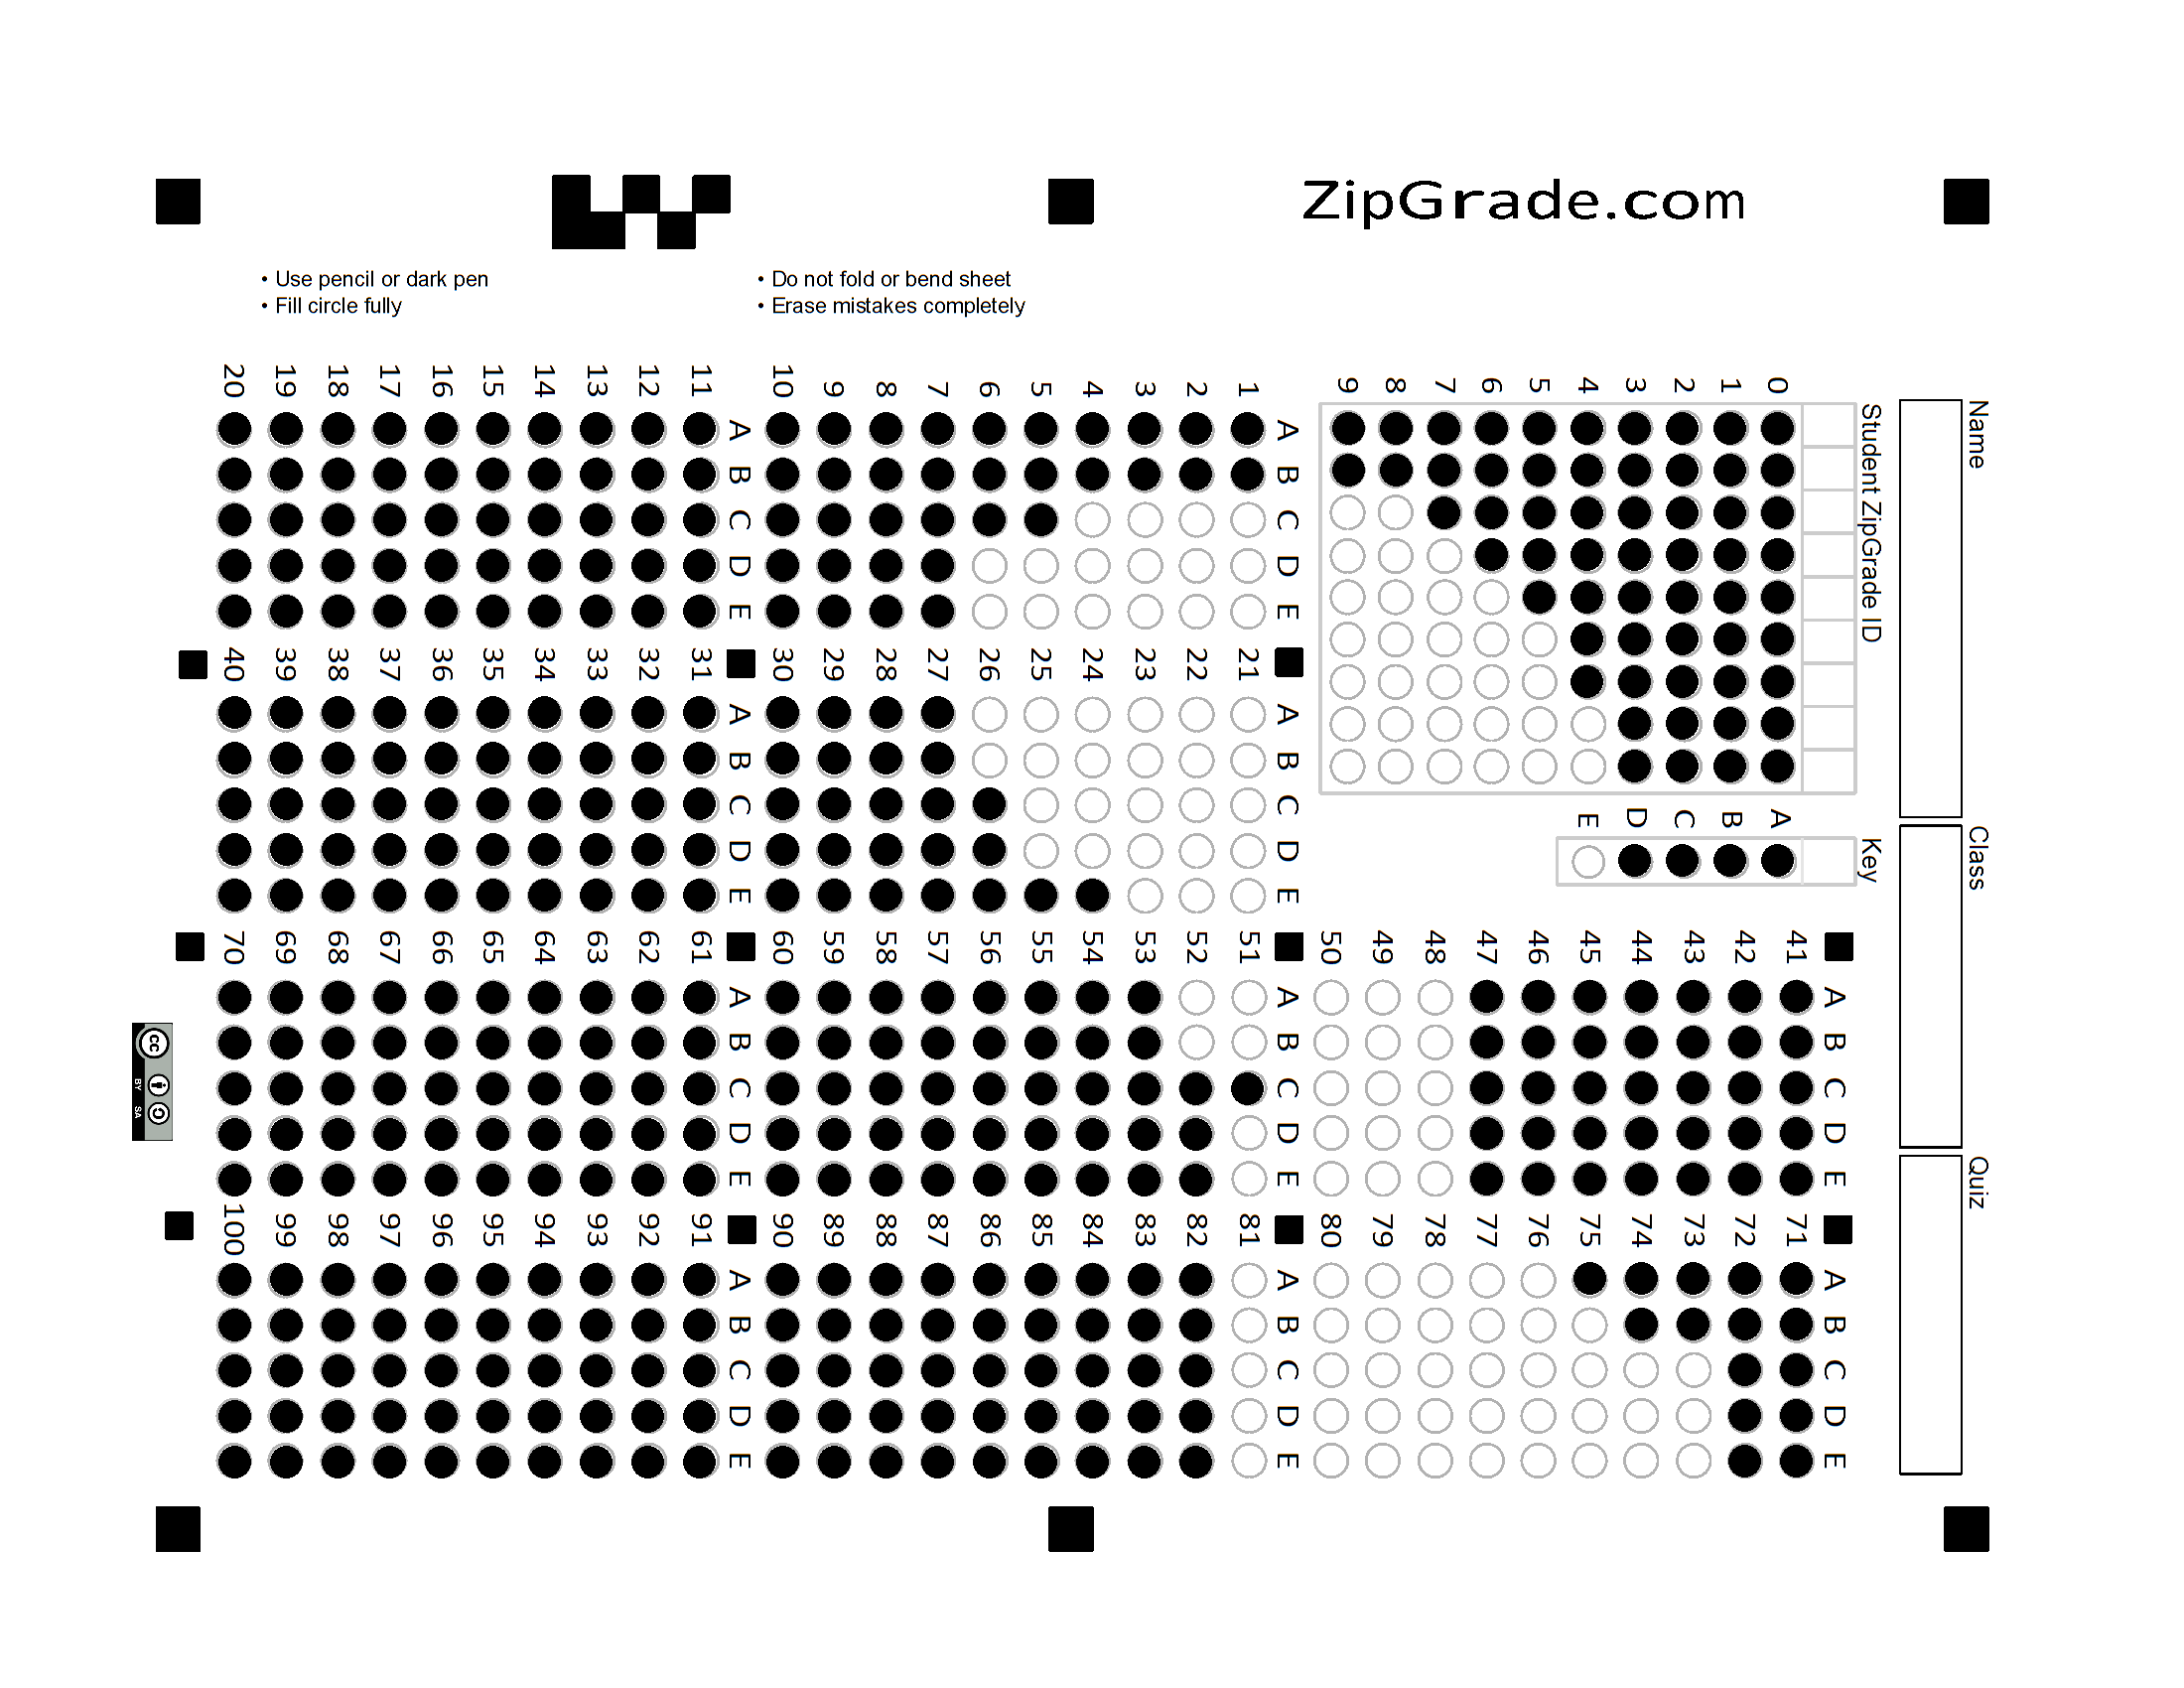 ZipGrade.com
• Use pencil or dark pen
• Fill circle fully
• Do not fold or bend sheet
• Erase mistakes completely
Name
Class
Quiz
Student ZipGrade ID
0 1 2 3 4 5 6 7 8 9
Key
A B C D E
A B C D E
1 2 3 4 5 6 7 8 9 10
A B C D E
11 12 13 14 15 16 17 18 19 20
A B C D E
21 22 23 24 25 26 27 28 29 30
A B C D E
31 32 33 34 35 36 37 38 39 40
A B C D E
41 42 43 44 45 46 47 48 49 50
A B C D E
51 52 53 54 55 56 57 58 59 60
A B C D E
61 62 63 64 65 66 67 68 69 70
A B C D E
71 72 73 74 75 76 77 78 79 80
A B C D E
81 82 83 84 85 86 87 88 89 90
A B C D E
91 92 93 94 95 96 97 98 99 100
cc
BY SA